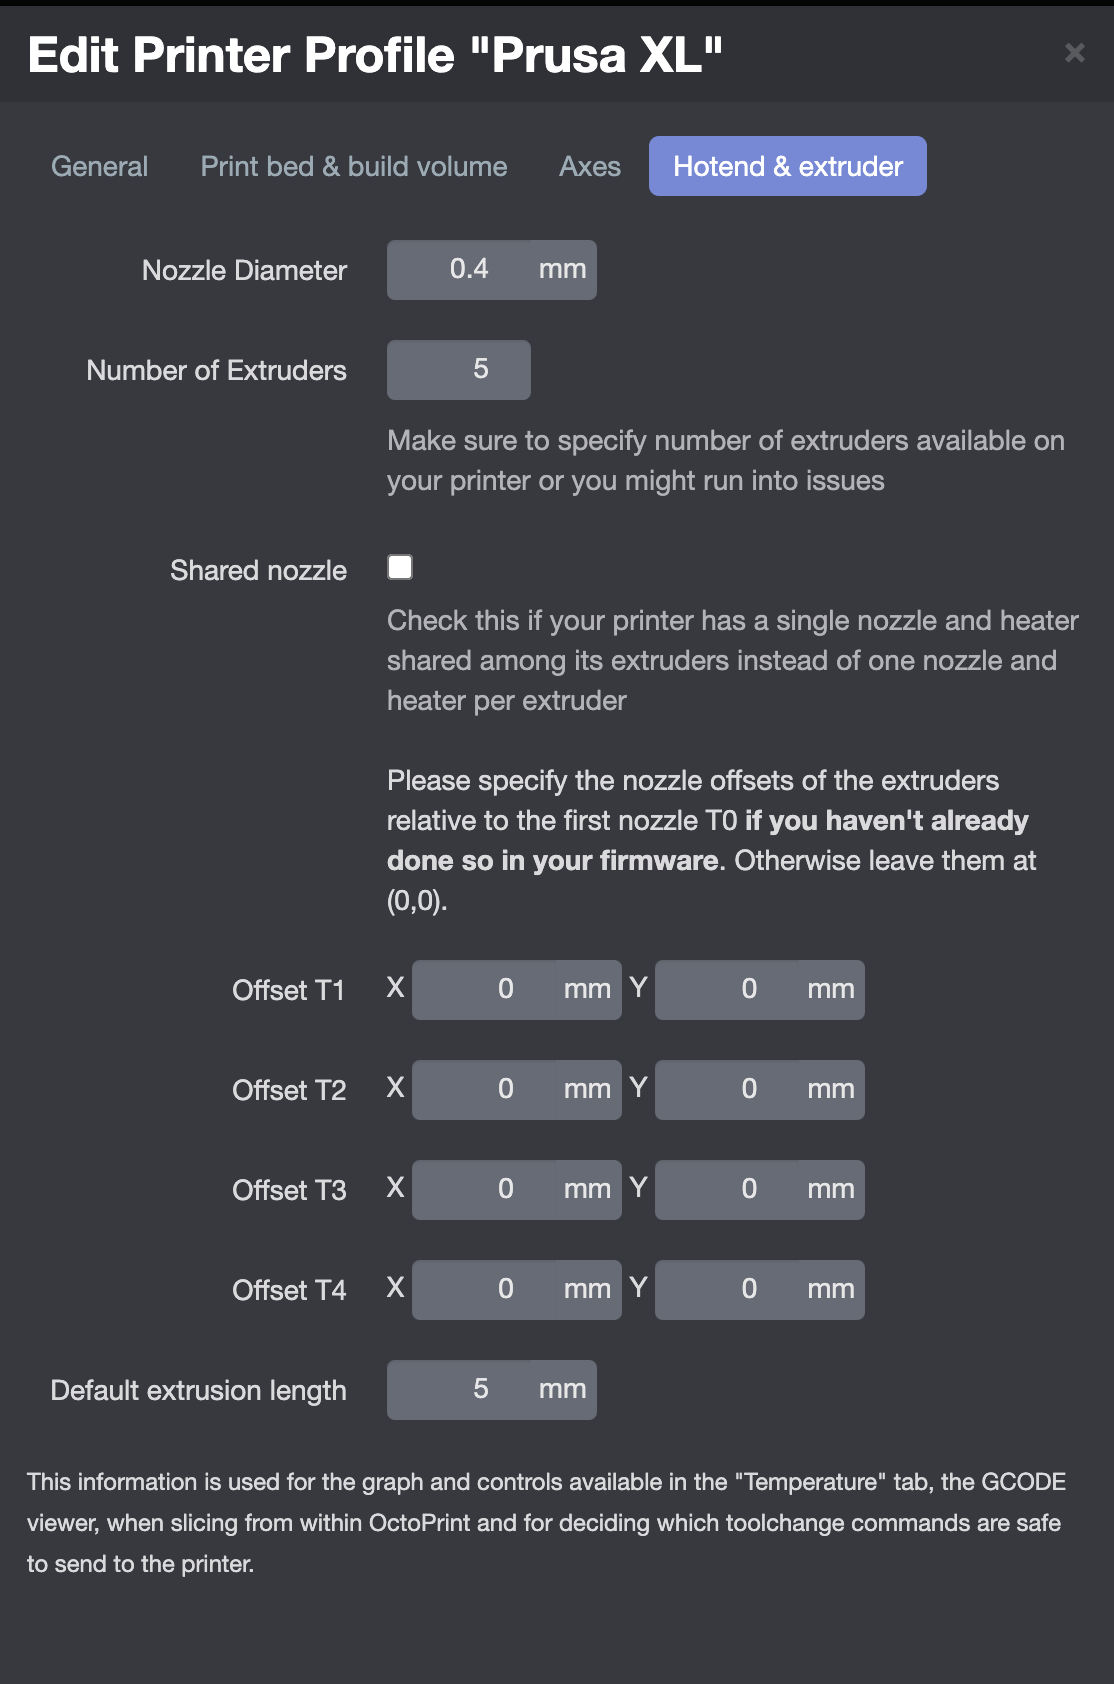 Edit Printer Profile "Prusa XL" ×
General Print bed & build volume Axes Hotend & extruder
Nozzle Diameter 0.4 mm
Number of Extruders 5
Make sure to specify number of extruders available on
your printer or you might run into issues
Shared nozzle
Check this if your printer has a single nozzle and heater
shared among its extruders instead of one nozzle and
heater per extruder
Please specify the nozzle offsets of the extruders
relative to the first nozzle T0 if you haven't already
done so in your firmware. Otherwise leave them at
(0,0).
Offset T1 X 0 mm Y 0 mm
Offset T2 X 0 mm Y 0 mm
Offset T3 X 0 mm Y 0 mm
Offset T4 X 0 mm Y 0 mm
Default extrusion length 5 mm
This information is used for the graph and controls available in the "Temperature" tab, the GCODE
viewer, when slicing from within OctoPrint and for deciding which toolchange commands are safe
to send to the printer.